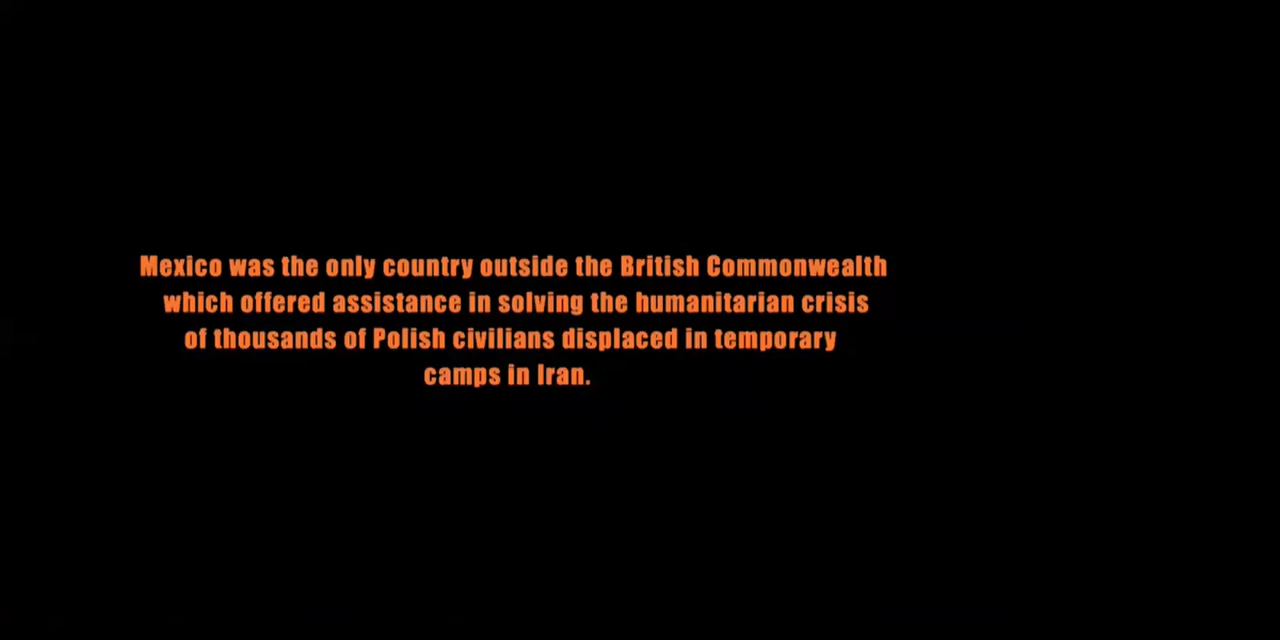 Mexico was the only country outside the British Commonwealth
which offered assistance in solving the humanitarian crisis
of thousands of Polish civilians displaced in temporary
camps in Iran.